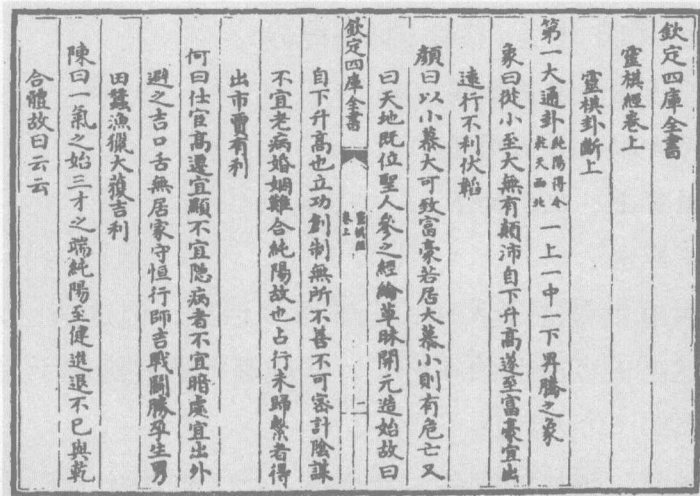 欽定四庫全書
靈棋經卷上
靈棋卦斷上
第一大通卦純陽得令乾天西北一上一中一下昇騰之象
象曰從小至大無有顛沛自下升高遂至富豪宜出
遠行不利伏韜
顏曰以小慕大可致富豪若居大慕小則有危亡又
曰天地既位聖人參之經綸草昧開元造始故曰
欽定四庫全書
靈棋經
卷上
二
自下升高也立功創制無所不善不可密計陰謀
不宜老病婚姻難合純陽故也占行未歸繫者得
出市賈有利
何曰仕官高遷宜顯不宜隐病者不宜暗處宜出外
避之吉口舌無居家守恒行師吉戰鬬勝孕生男
田蠶漁獵大獲吉利
陳曰一氣之始三才之端純陽至健進退不已與乾
合體故曰云云